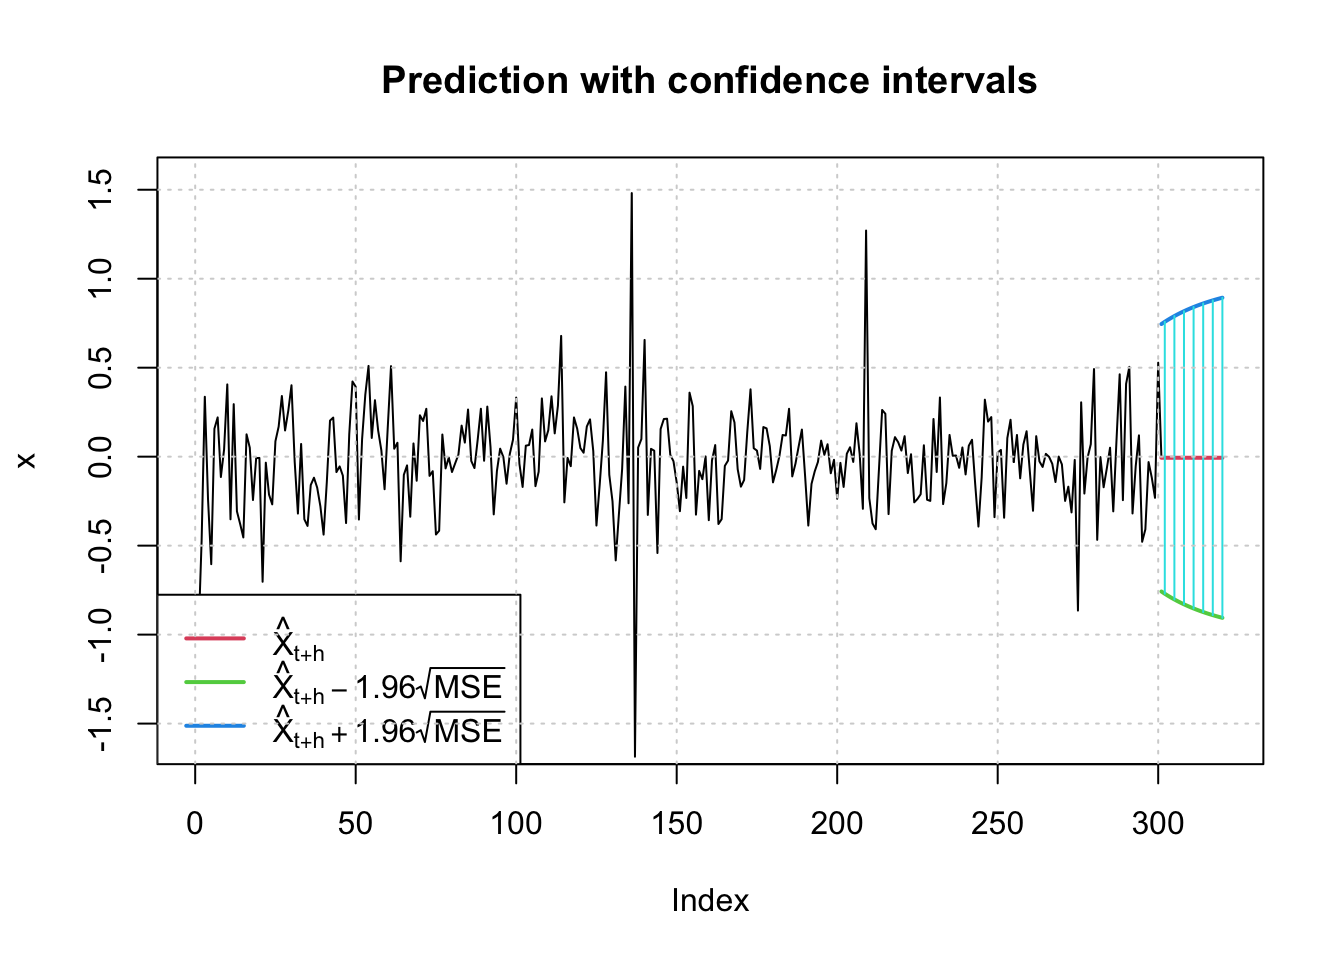 Prediction with confidence intervals
x
1.5
1.0
0.5
0.0
-0.5
-1.0
-1.5
X̂t+h
X̂t+h − 1.96√MSE
X̂t+h + 1.96√MSE
0 50 100 150 200 250 300
Index